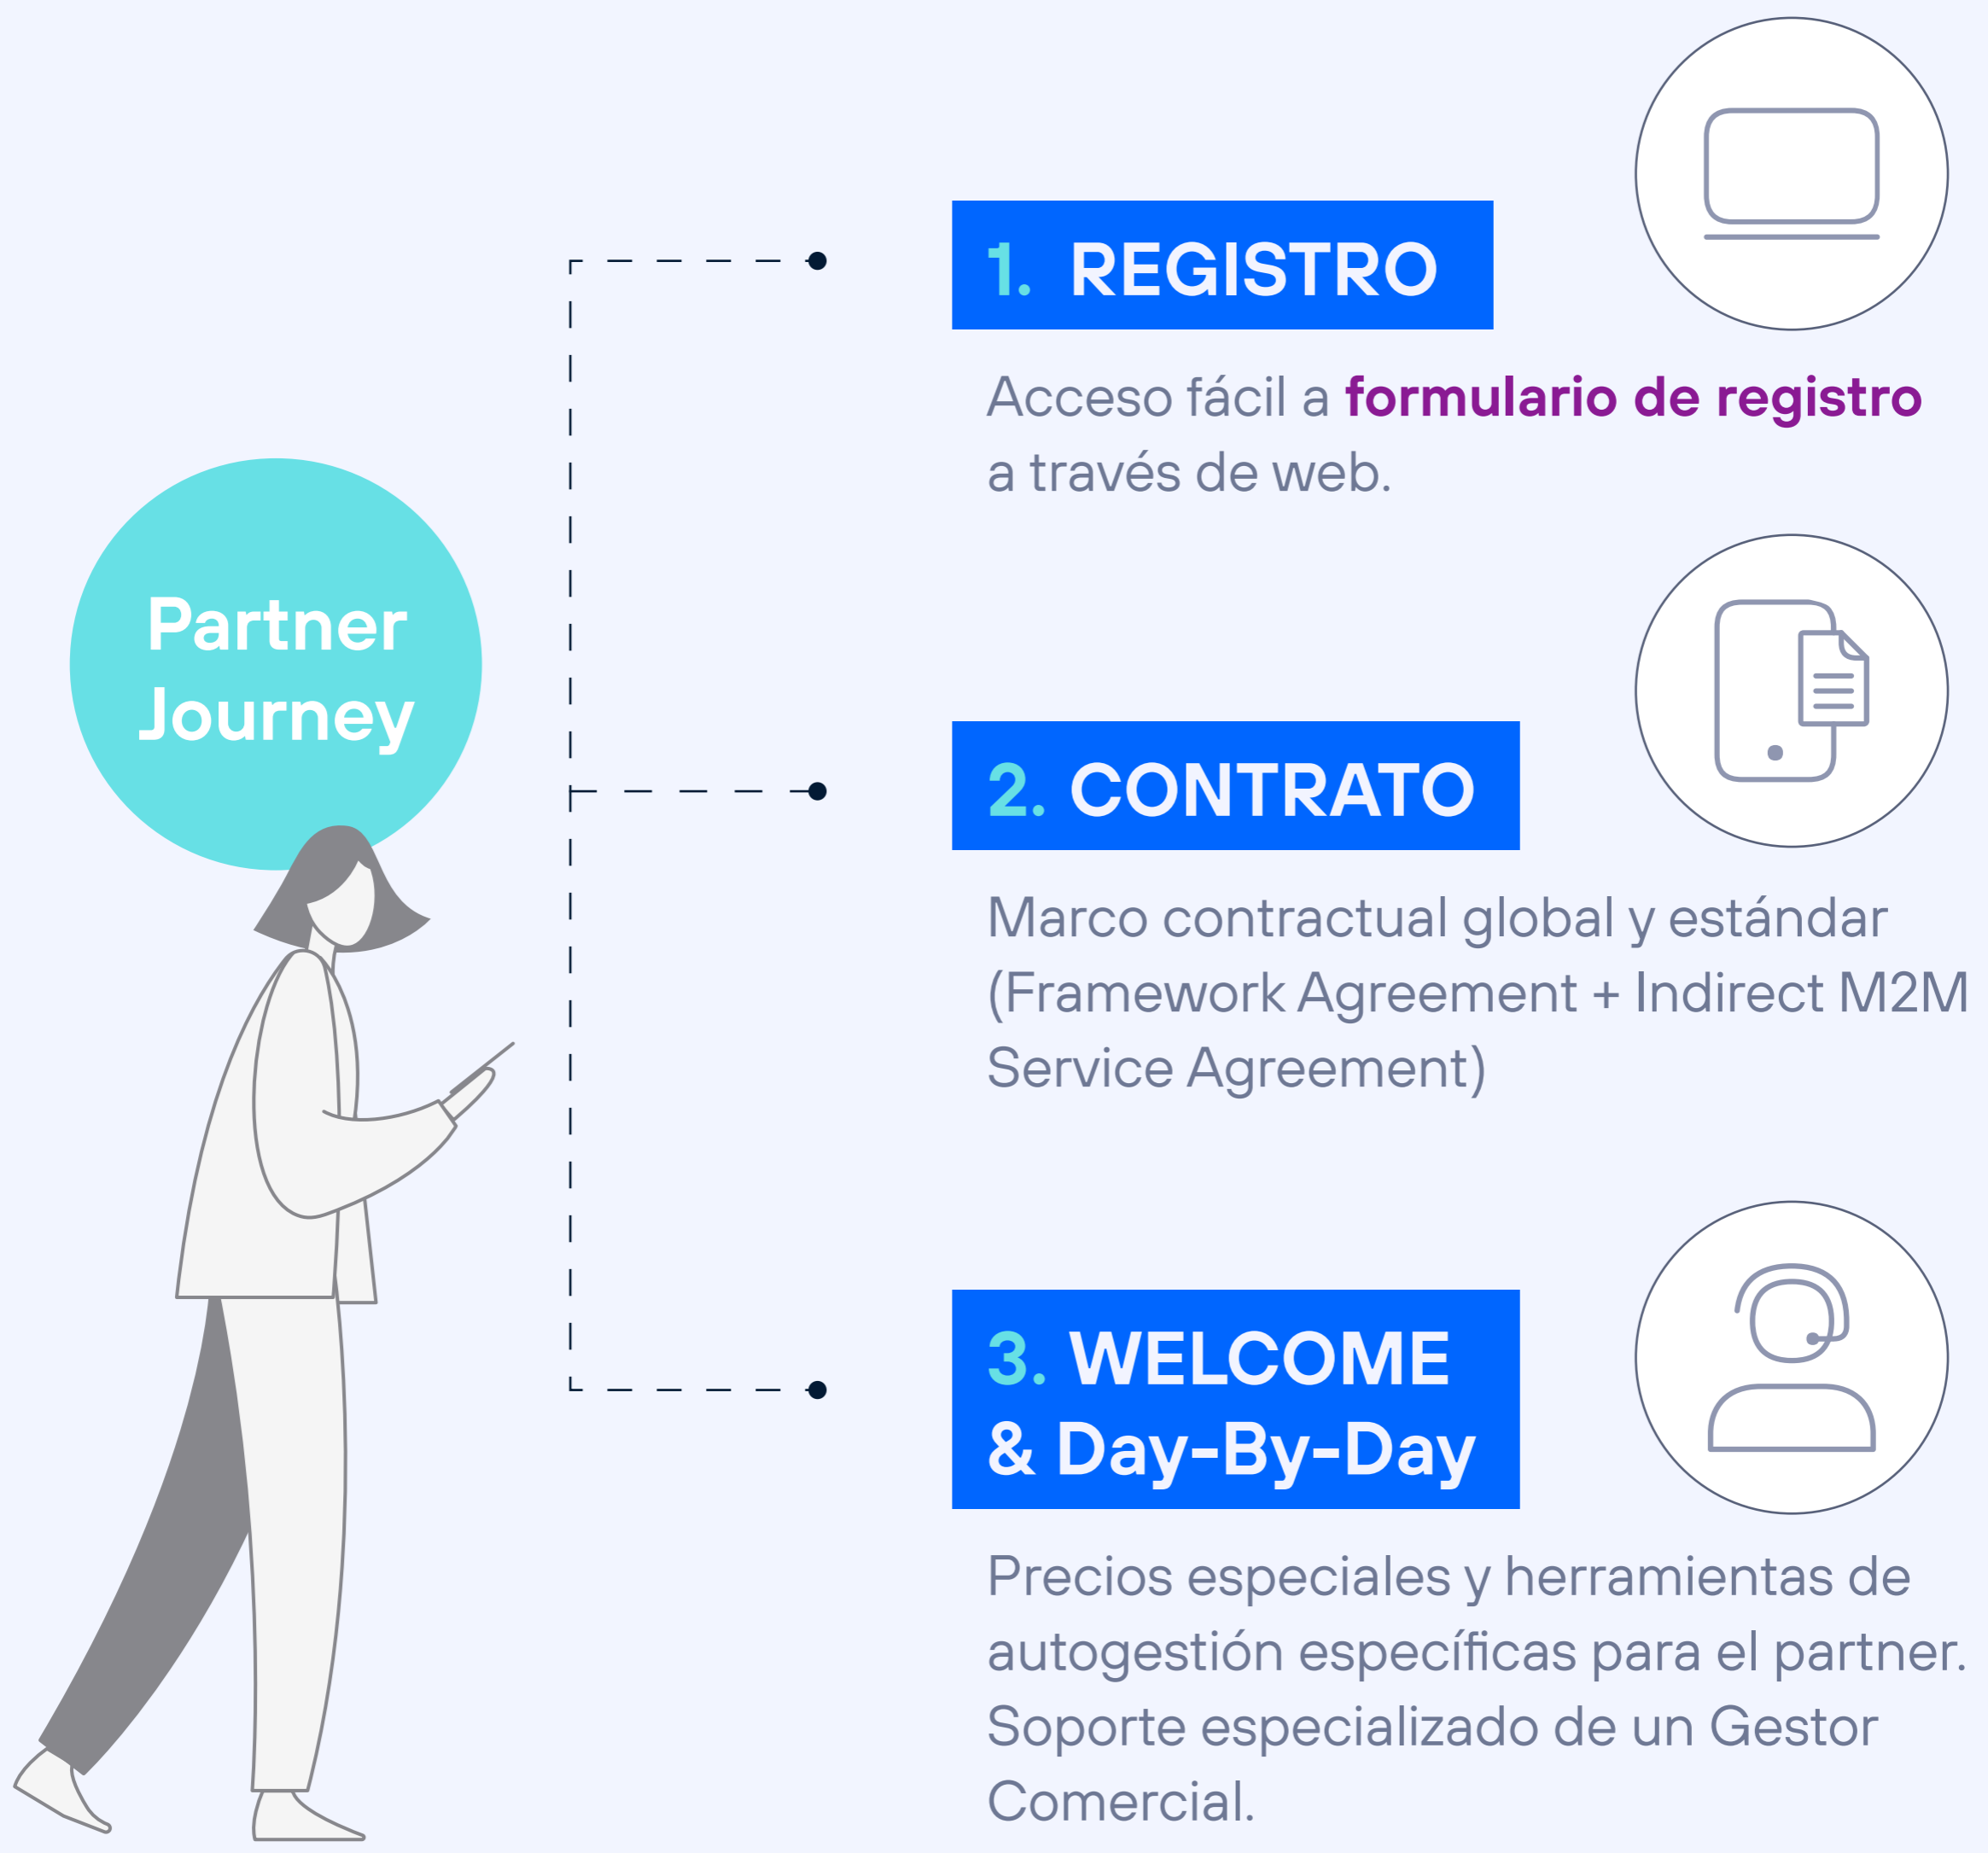 Partner
Journey
1. REGISTRO
Acceso fácil a formulario de registro
a través de web.
2. CONTRATO
Marco contractual global y estándar
(Framework Agreement + Indirect M2M
Service Agreement)
3. WELCOME
& Day-By-Day
Precios especiales y herramientas de
autogestión específicas para el partner.
Soporte especializado de un Gestor
Comercial.